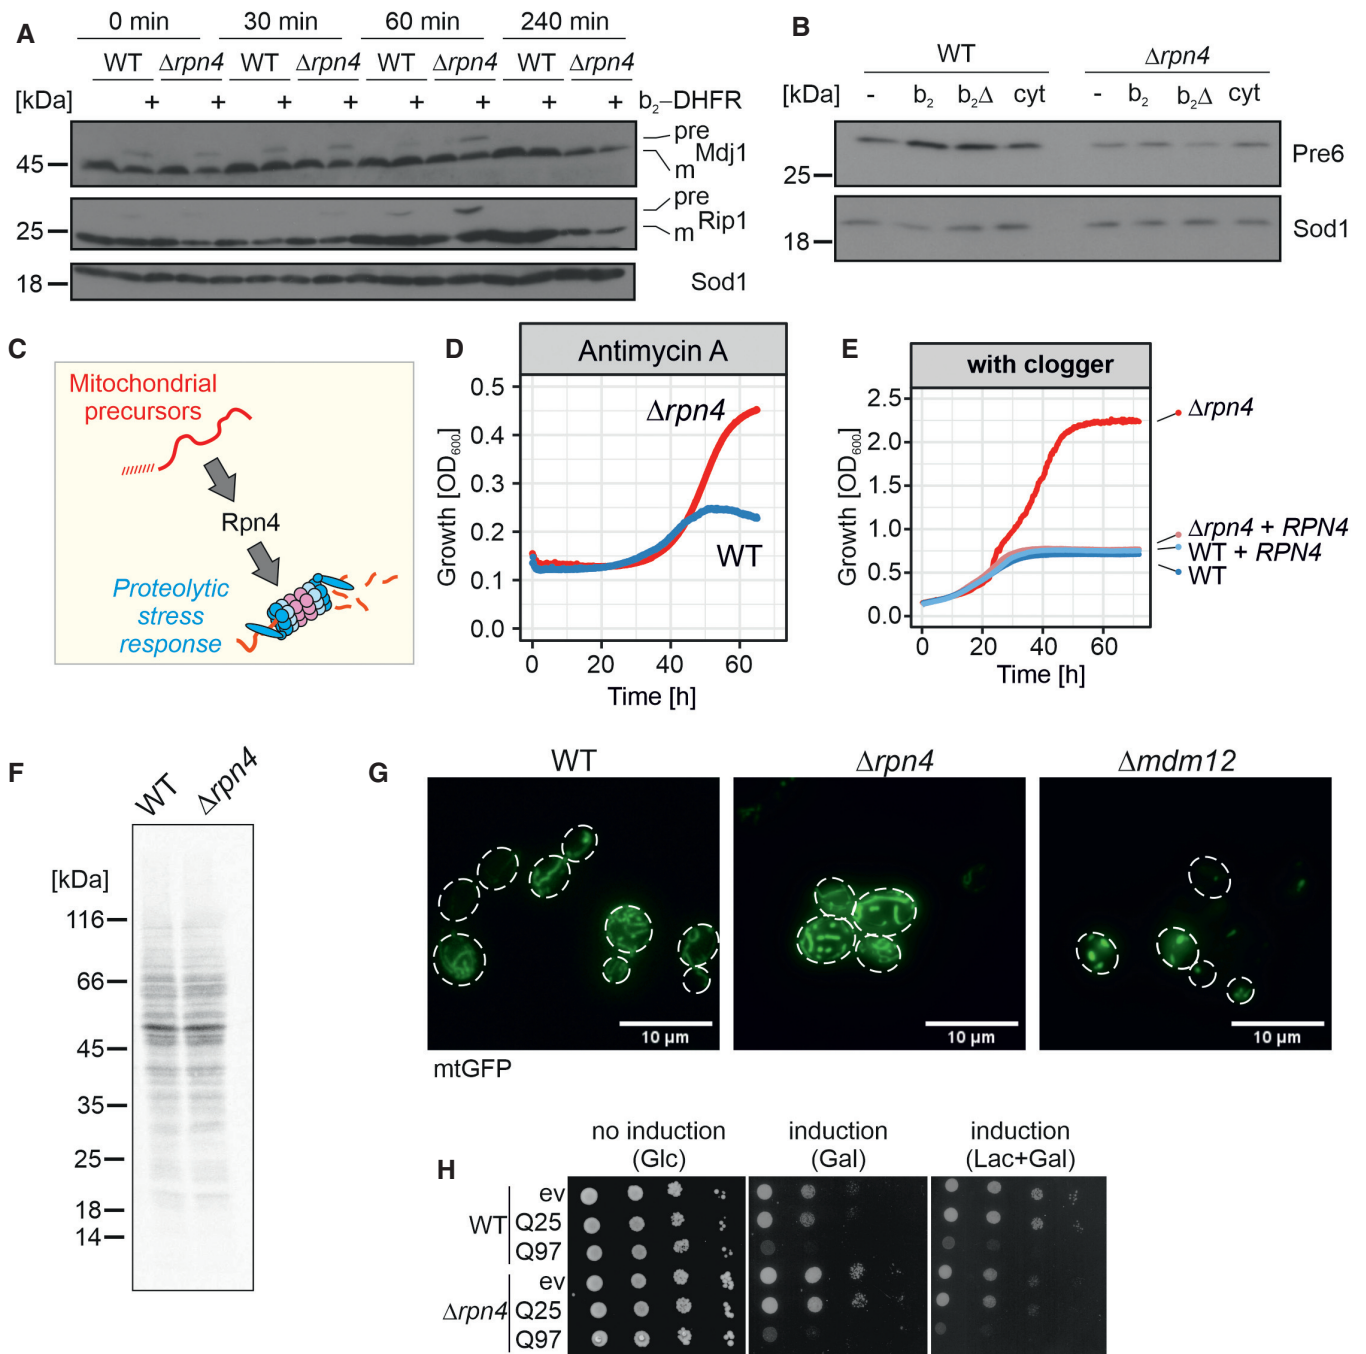 A
0 min 30 min 60 min 240 min
WT Δrpn4 WT Δrpn4 WT Δrpn4 WT Δrpn4
[kDa] + + + + + + + + b₂–DHFR
45
pre
m Mdj1
25
pre
m Rip1
18
Sod1
B
WT Δrpn4
[kDa] - b₂ b₂Δ cyt - b₂ b₂Δ cyt
25
Pre6
18
Sod1
C
Mitochondrial
precursors
Rpn4
Proteolytic
stress
response
D
Antimycin A
Growth [OD₆₀₀]
0.5
0.4
0.3
0.2
0.1
0.0
Δrpn4
WT
0 20 40 60
Time [h]
E
with clogger
Growth [OD₆₀₀]
2.5
2.0
1.5
1.0
0.5
0.0
Δrpn4
Δrpn4 + RPN4
WT + RPN4
WT
0 20 40 60
Time [h]
F
WT Δrpn4
[kDa]
116
66
45
35
25
18
14
G
WT Δrpn4 Δmdm12
10 µm 10 µm 10 µm
mtGFP
H
no induction
(Glc)
induction
(Gal)
induction
(Lac+Gal)
WT
ev
Q25
Q97
Δrpn4
ev
Q25
Q97